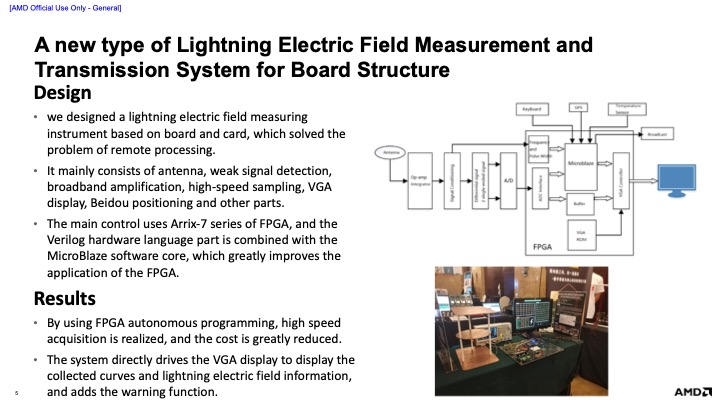 [AMD Official Use Only - General]
A new type of Lightning Electric Field Measurement and
Transmission System for Board Structure
Design
• we designed a lightning electric field measuring
instrument based on board and card, which solved the
problem of remote processing.
• It mainly consists of antenna, weak signal detection,
broadband amplification, high-speed sampling, VGA
display, Beidou positioning and other parts.
• The main control uses Arrix-7 series of FPGA, and the
Verilog hardware language part is combined with the
MicroBlaze software core, which greatly improves the
application of the FPGA.
Results
• By using FPGA autonomous programming, high speed
acquisition is realized, and the cost is greatly reduced.
• The system directly drives the VGA display to display the
collected curves and lightning electric field information,
and adds the warning function.
KeyBoard
GPS
Temperature
Sensor
Broadcast
Antenna
Op-amp
Integrator
Signal Conditioning
Differential signal
A/D
Frequency
and
Pulse Width
ADC Interface
Microblaze
Buffer
VGA
ROM
VGA Controller
FPGA
5
AMD